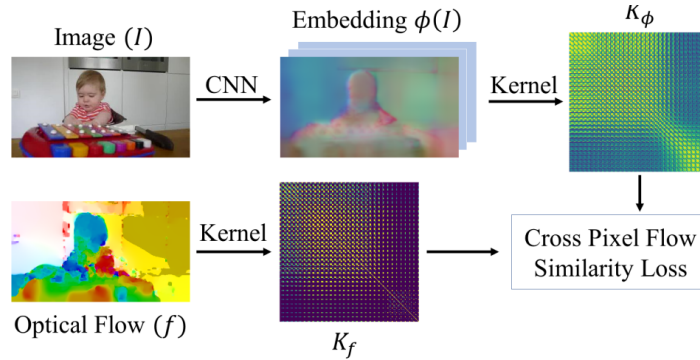 Image (I)
Embedding ϕ(I)
K_ϕ
CNN
Kernel
Kernel
Cross Pixel Flow
Similarity Loss
Optical Flow (f)
K_f